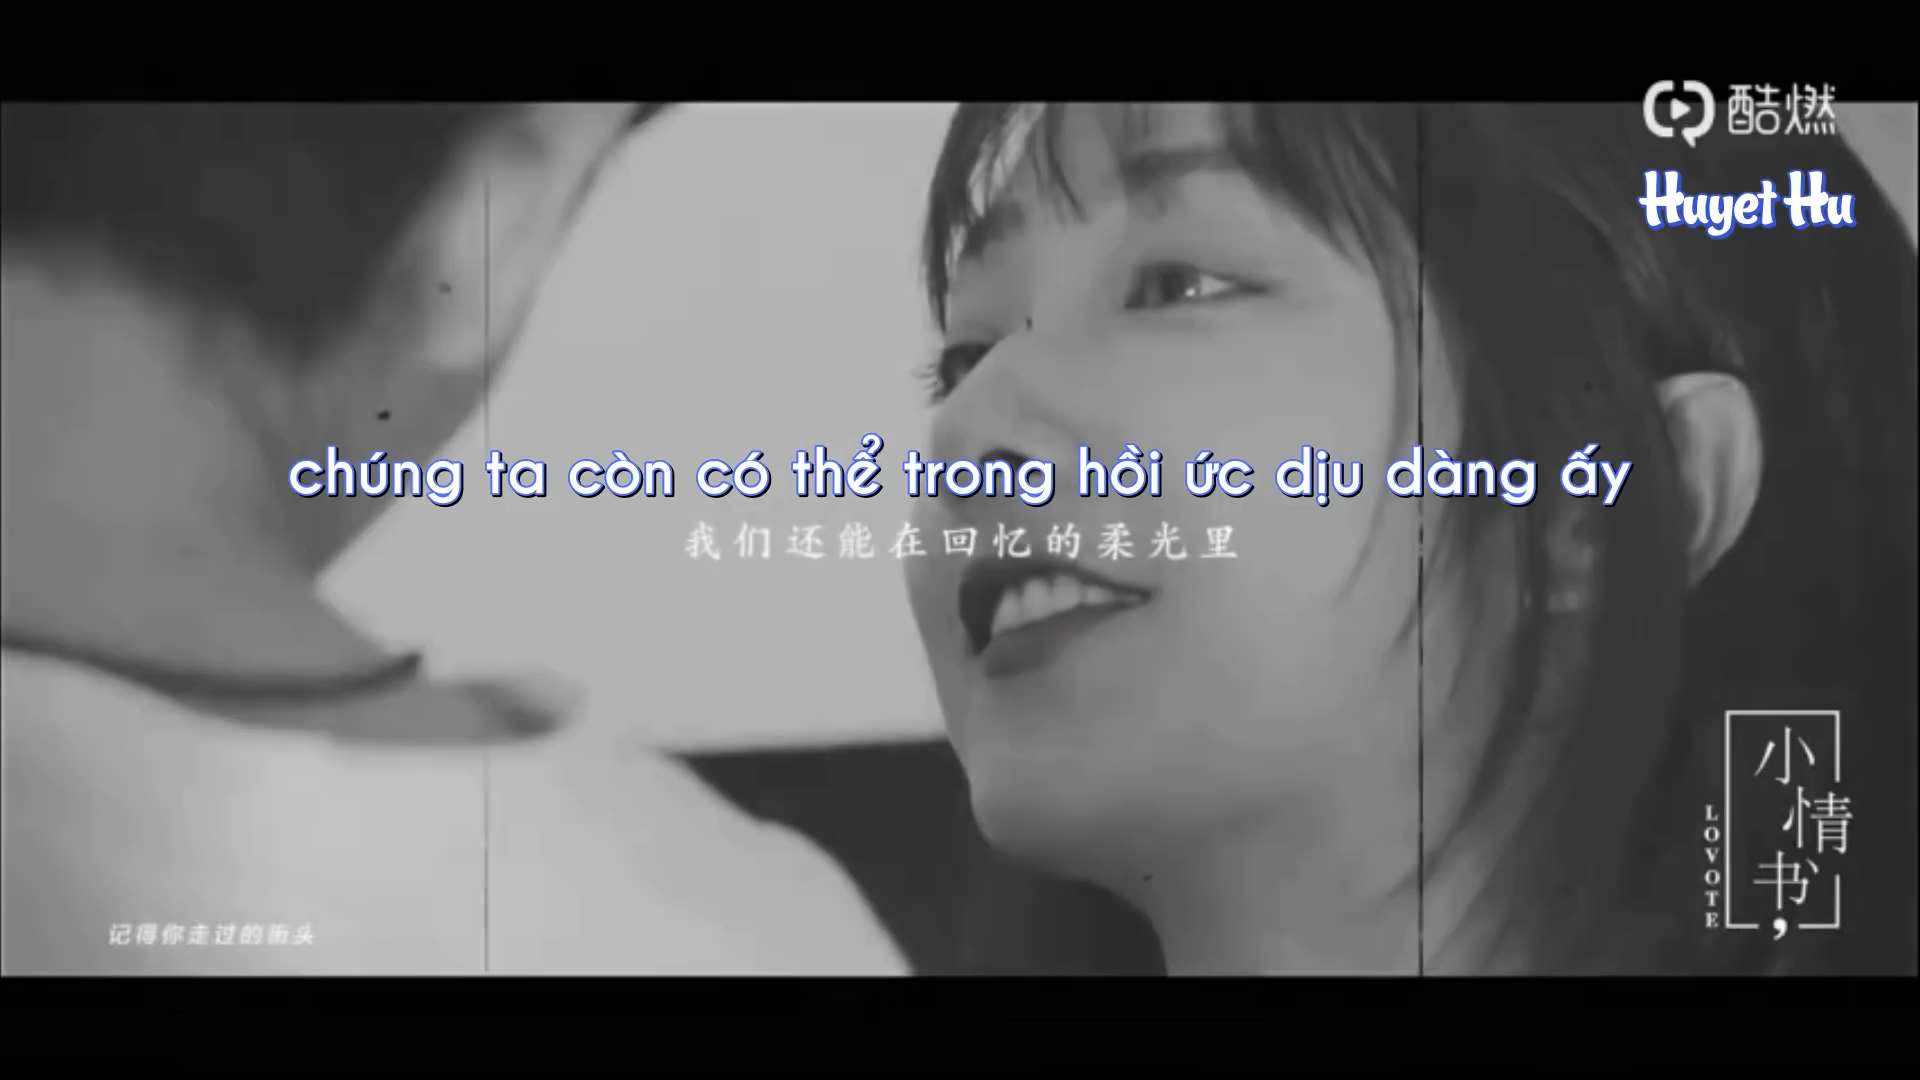 酷燃
Huyet Hu
chúng ta còn có thể trong hồi ức dịu dàng ấy
我们还能在回忆的柔光里
小情书,
LOVOTE
记得你走过的街头